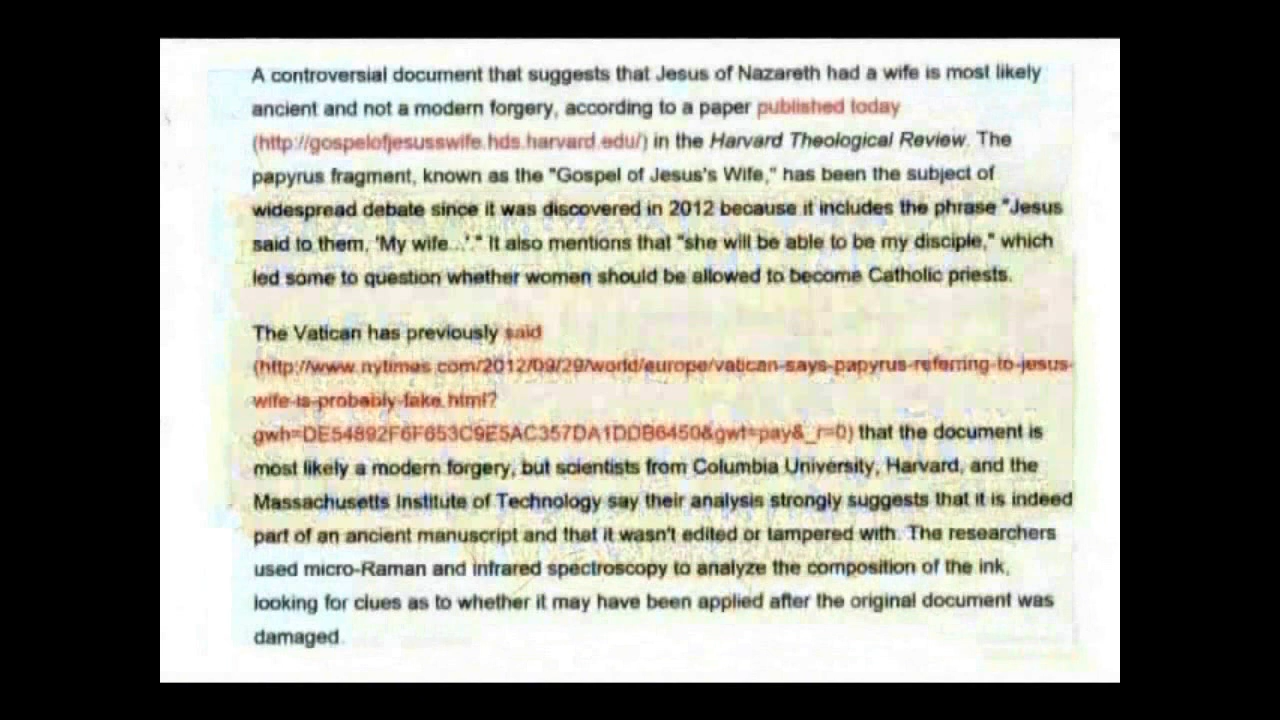 A controversial document that suggests that Jesus of Nazareth had a wife is most likely
ancient and not a modern forgery, according to a paper published today
(http://gospelofjesusswife.hds.harvard.edu/) in the Harvard Theological Review. The
papyrus fragment, known as the "Gospel of Jesus's Wife," has been the subject of
widespread debate since it was discovered in 2012 because it includes the phrase "Jesus
said to them, 'My wife...'." It also mentions that "she will be able to be my disciple," which
led some to question whether women should be allowed to become Catholic priests.
The Vatican has previously said
(http://www.nytimes.com/2012/09/29/world/europe/vatican-says-papyrus-referring-to-jesus-
wife-is-probably-fake.html?
gwh=DE54892F6F653C9E5AC357DA1DDB6450&gwt=pay&_r=0) that the document is
most likely a modern forgery, but scientists from Columbia University, Harvard, and the
Massachusetts Institute of Technology say their analysis strongly suggests that it is indeed
part of an ancient manuscript and that it wasn't edited or tampered with. The researchers
used micro-Raman and infrared spectroscopy to analyze the composition of the ink,
looking for clues as to whether it may have been applied after the original document was
damaged.